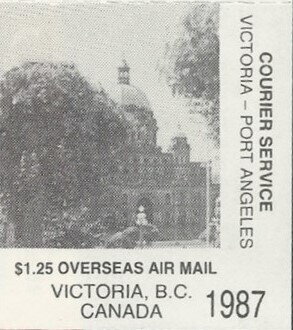 COURIER SERVICE
VICTORIA – PORT ANGELES
$1.25 OVERSEAS AIR MAIL
VICTORIA, B.C.
CANADA
1987